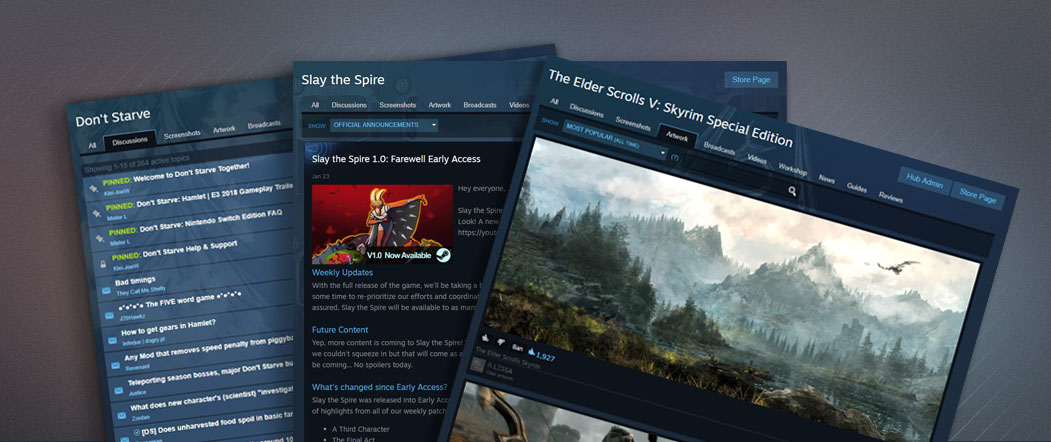 Don't Starve
All Discussions Screenshots Artwork Broadcasts
Showing 1-15 of 264 active topics
PINNED: Welcome to Don't Starve Together!
Klei-JoeW
PINNED: Don't Starve: Hamlet | E3 2018 Gameplay Traile
Mister L
PINNED: Don't Starve: Nintendo Switch Edition FAQ
Mister L
PINNED: Don't Starve Help & Support
Klei-JoeW
Bad timings
They Call Me Shelly
The FIVE word game
J29Hawkz
How to get gears in Hamlet?
Infedus | dogry.pl
Any Mod that removes speed penalty from piggyba
Revenant
Teleporting season bosses, major Don't Starve bu
Justice
What does new character's (scientist) "investiga
Zordan
[DS] Does unharvested food spoil in basic far
Slay the Spire
Store Page
All Discussions Screenshots Artwork Broadcasts Videos
SHOW OFFICIAL ANNOUNCEMENTS
Slay the Spire 1.0: Farewell Early Access
Jan 23
Hey everyone,
Slay the Spire
Look! A new
https://youtu
V1.0 Now Available
Weekly Updates
With the full release of the game, we'll be taking a b
some time to re-prioritize our efforts and coordinat
assured, Slay the Spire will be available to as man
Future Content
Yep, more content is coming to Slay the Spire!
we couldn't squeeze in but that will come as a
be coming... No spoilers today.
What's changed since Early Access?
Slay the Spire was released into Early Acce
of highlights from all of our weekly patch
• A Third Character
• The Final Act
The Elder Scrolls V: Skyrim Special Edition
All Discussions Screenshots Artwork Broadcasts Videos Workshop News Guides Reviews
Hub Admin Store Page
SHOW MOST POPULAR (ALL TIME) (?)
Ban 1,927
The Elder Scrolls Skyrim
View artwork